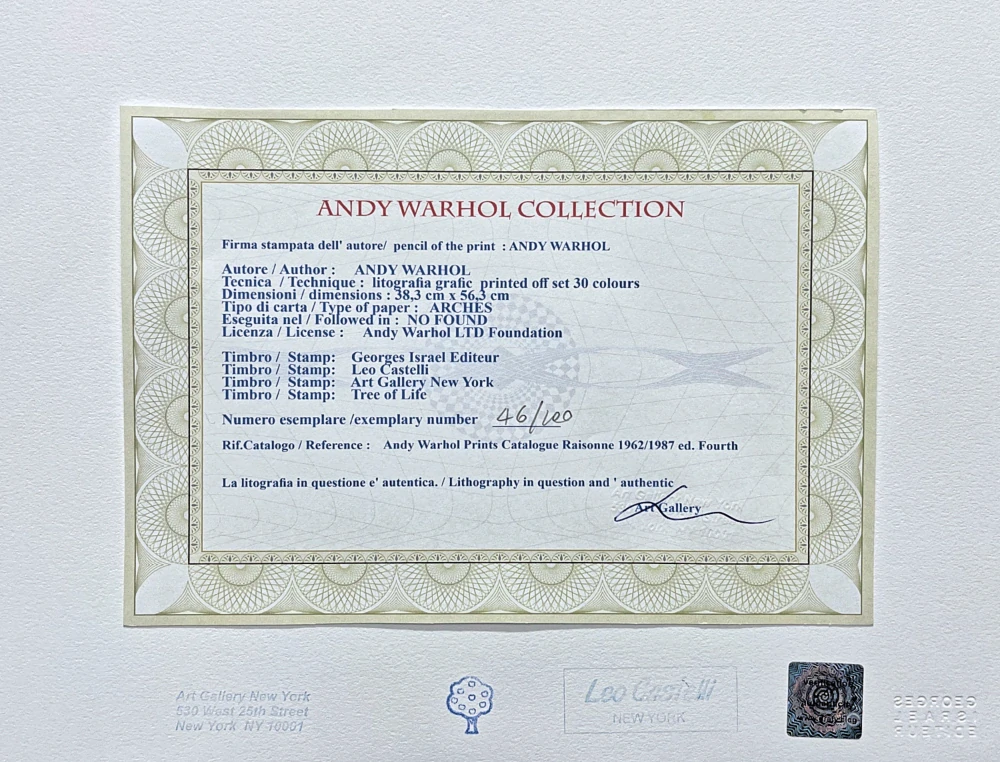 ANDY WARHOL COLLECTION
Firma stampata dell' autore/ pencil of the print : ANDY WARHOL
Autore / Author : ANDY WARHOL
Tecnica / Technique : litografia grafic printed off set 30 colours
Dimensioni / dimensions : 38,3 cm x 56,3 cm
Tipo di carta / Type of paper : ARCHES
Eseguita nel / Followed in : NO FOUND
Licenza / License : Andy Warhol LTD Foundation
Timbro / Stamp: Georges Israel Editeur
Timbro / Stamp: Leo Castelli
Timbro / Stamp: Art Gallery New York
Timbro / Stamp: Tree of Life
Numero esemplare /exemplary number 46/100
Rif.Catalogo / Reference : Andy Warhol Prints Catalogue Raisonne 1962/1987 ed. Fourth
La litografia in questione e' autentica. / Lithography in question and ' authentic
Art Gallery
Art Gallery New York
530 West 25th Street
New York NY 10001
Leo Castelli
NEW YORK
GEORGES
ISRAEL
EDITEUR